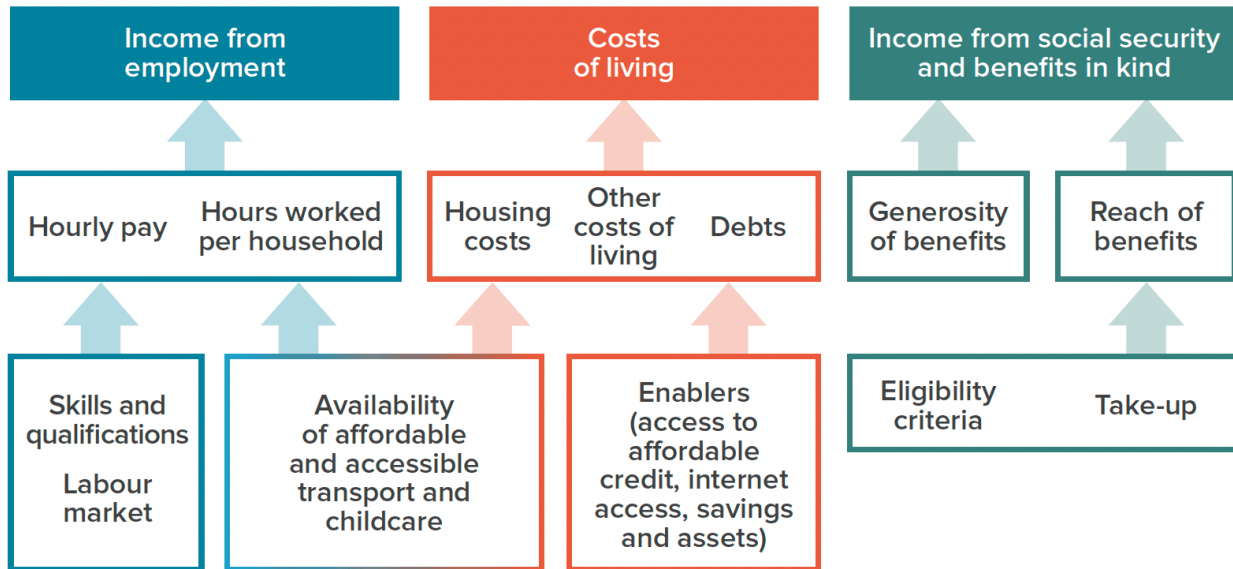 Income from
employment
Costs
of living
Income from social security
and benefits in kind
Hourly pay
Hours worked
per household
Housing
costs
Other
costs of
living
Debts
Generosity
of benefits
Reach of
benefits
Skills and
qualifications
Labour
market
Availability
of affordable
and accessible
transport and
childcare
Enablers
(access to
affordable
credit, internet
access, savings
and assets)
Eligibility
criteria
Take-up